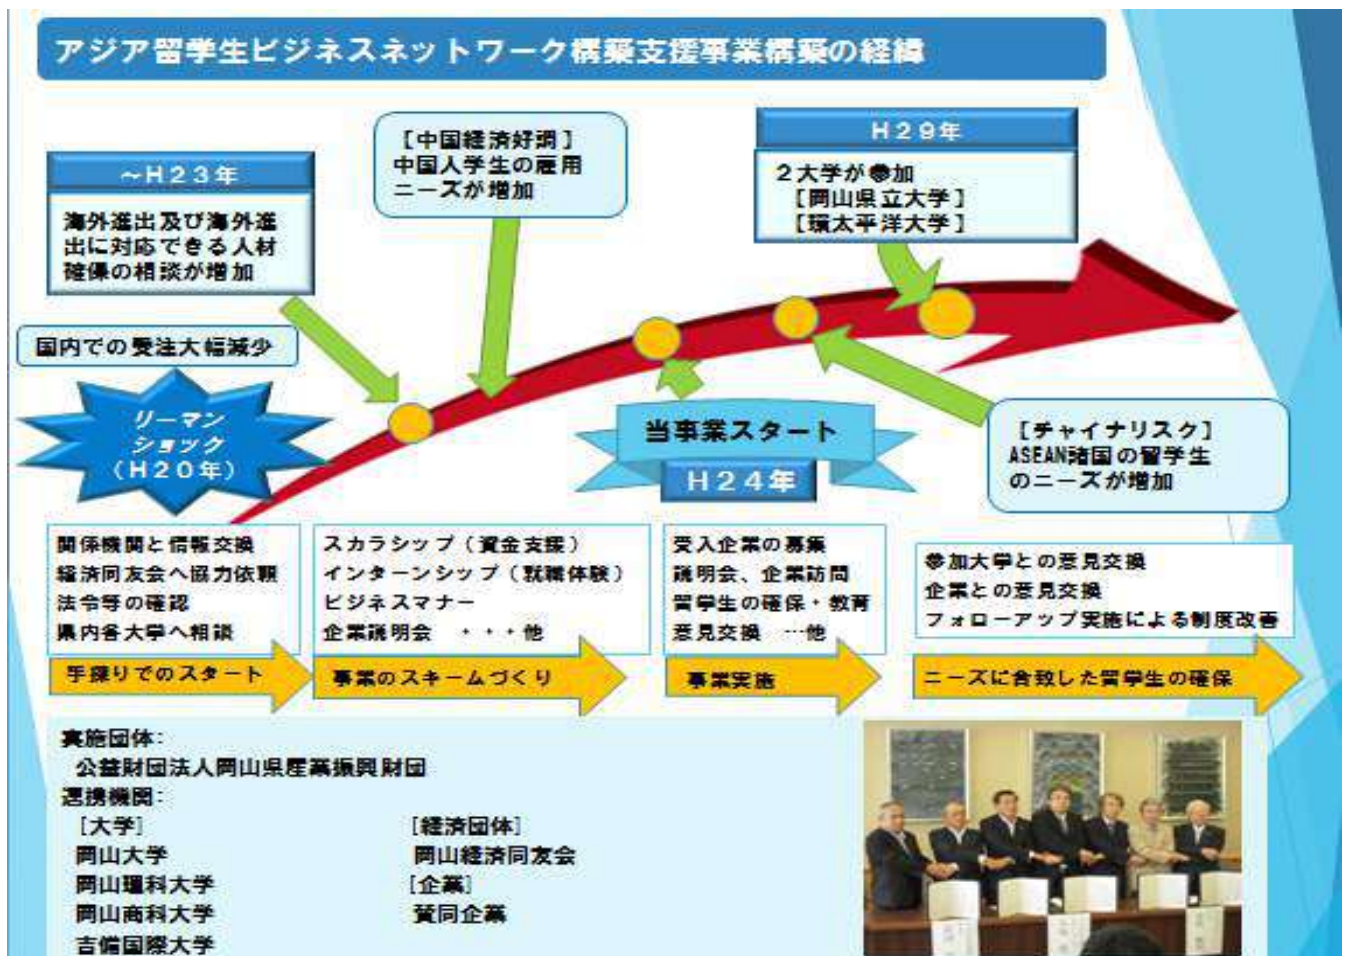 アジア留学生ビジネスネットワーク構築支援事業構築の経緯
～H23年
海外進出及び海外進
出に対応できる人材
確保の相談が増加
[中国経済好調]
中国人学生の雇用
ニーズが増加
H29年
2大学が参加
[岡山県立大学]
[環太平洋大学]
国内での受注大幅減少
リーマン
ショック
(H20年)
当事業スタート
H24年
[チャイナリスク]
ASEAN諸国の留学生
のニーズが増加
関係機関と情報交換
経済同友会へ協力依頼
法令等の確認
県内各大学へ相談
手探りでのスタート
スカラシップ(資金支援)
インターンシップ(就職体験)
ビジネスマナー
企業説明会 ・・・他
事業のスキームづくり
受入企業の募集
説明会、企業訪問
留学生の確保・教育
意見交換 …他
事業実施
参加大学との意見交換
企業との意見交換
フォローアップ実施による制度改善
ニーズに合致した留学生の確保
実施団体:
公益財団法人岡山県産業振興財団
連携機関:
[大学]
岡山大学
岡山理科大学
岡山商科大学
吉備国際大学
[経済団体]
岡山経済同友会
[企業]
賛同企業